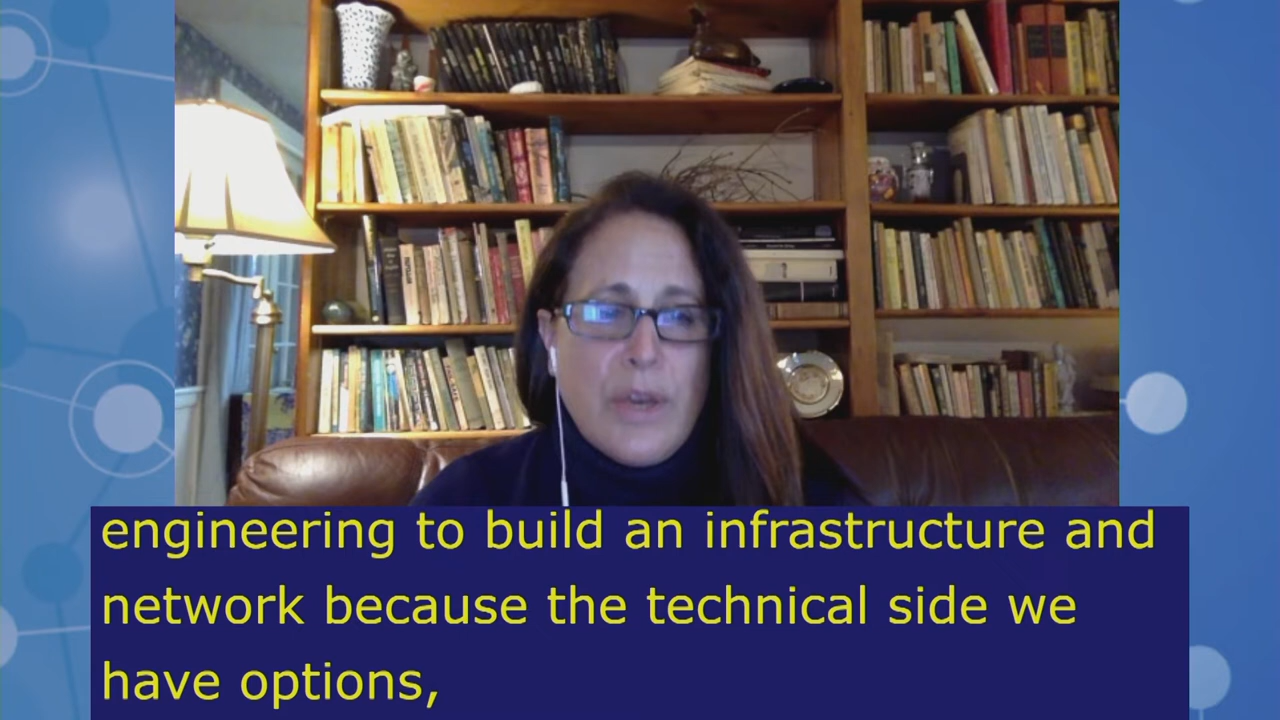 engineering to build an infrastructure and
network because the technical side we
have options,